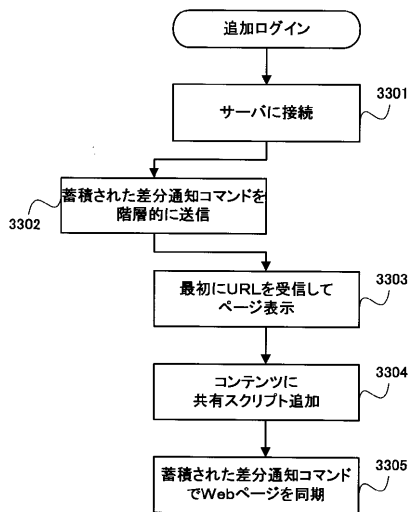 追加ログイン
3301
サーバに接続
蓄積された差分通知コマンドを
階層的に送信
3302
3303
最初にURLを受信して
ページ表示
3304
コンテンツに
共有スクリプト追加
3305
蓄積された差分通知コマンド
でWebページを同期